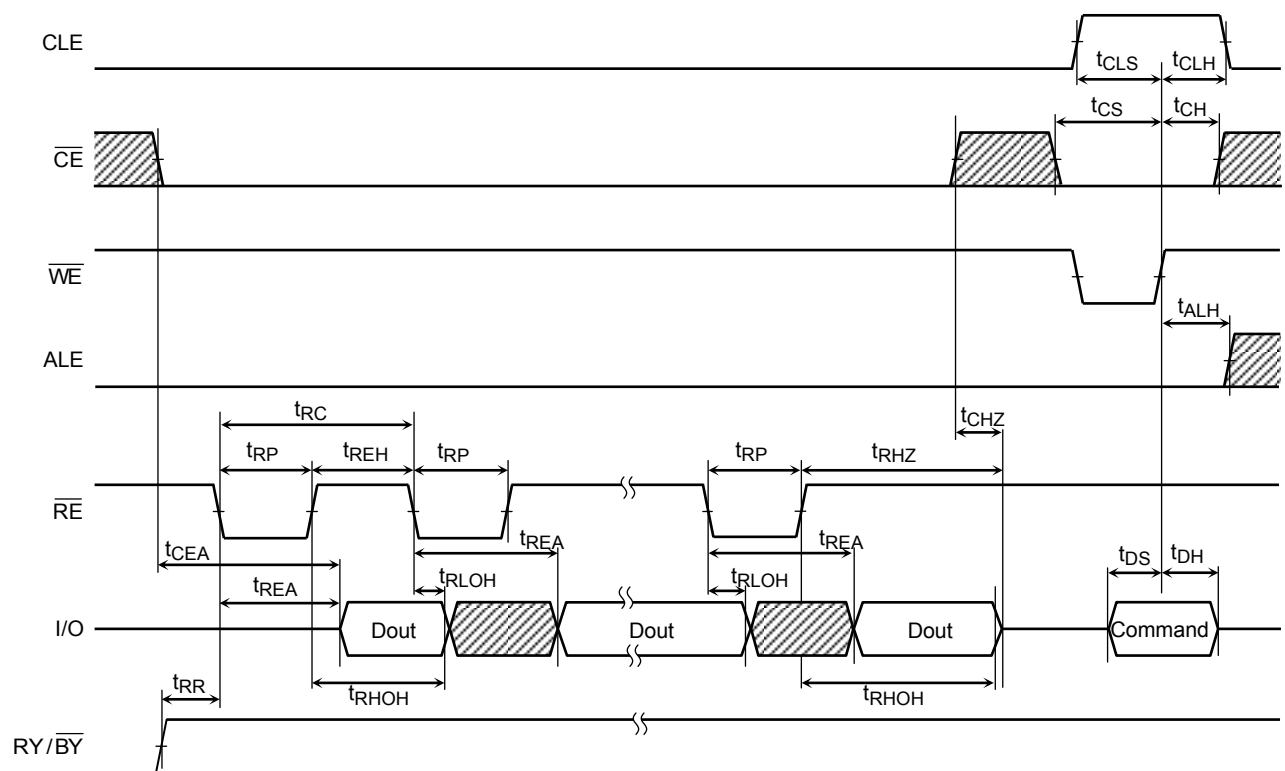 CLE
tCLS tCLH
tCS tCH
CE
WE
tALH
ALE
tRC
tCHZ
tRP tREH tRP tRP tRHZ
RE
tCEA tREA tREA
tREA tRLOH tRLOH tDS tDH
I/O Dout Dout Dout Command
tRR tRHOH tRHOH
RY/BY